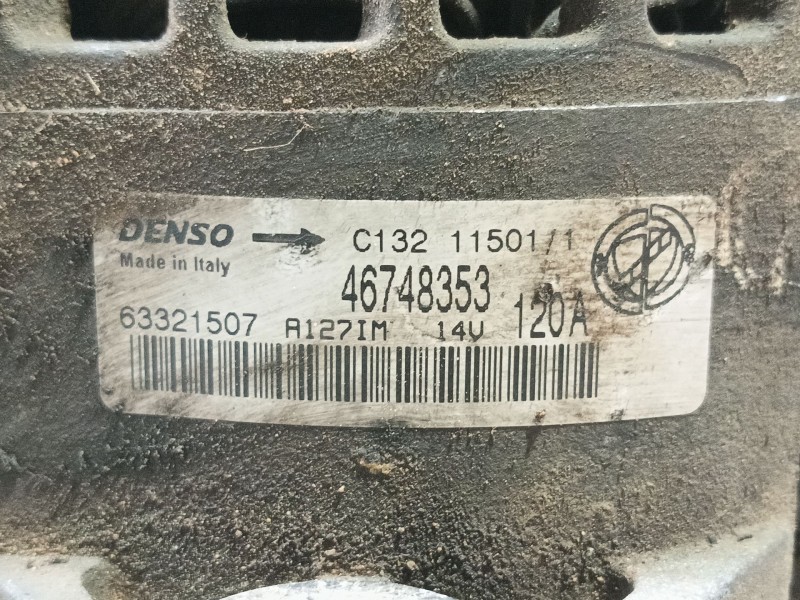 DENSO C132 11501/1
Made in Italy 46748353
63321507 A127IM 14V 120A